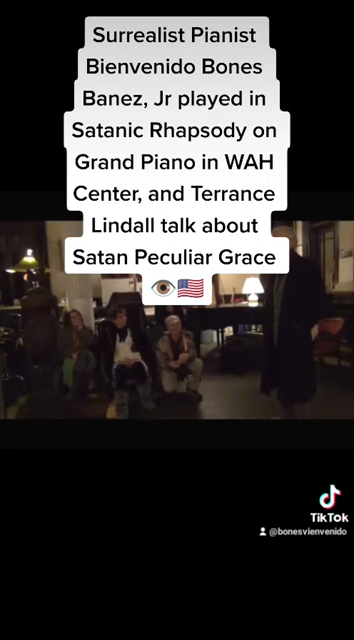 Surrealist Pianist
Bienvenido Bones
Banez, Jr played in
Satanic Rhapsody on
Grand Piano in WAH
Center, and Terrance
Lindall talk about
Satan Peculiar Grace
👁️🇺🇸
TikTok
@bonesvienvenido